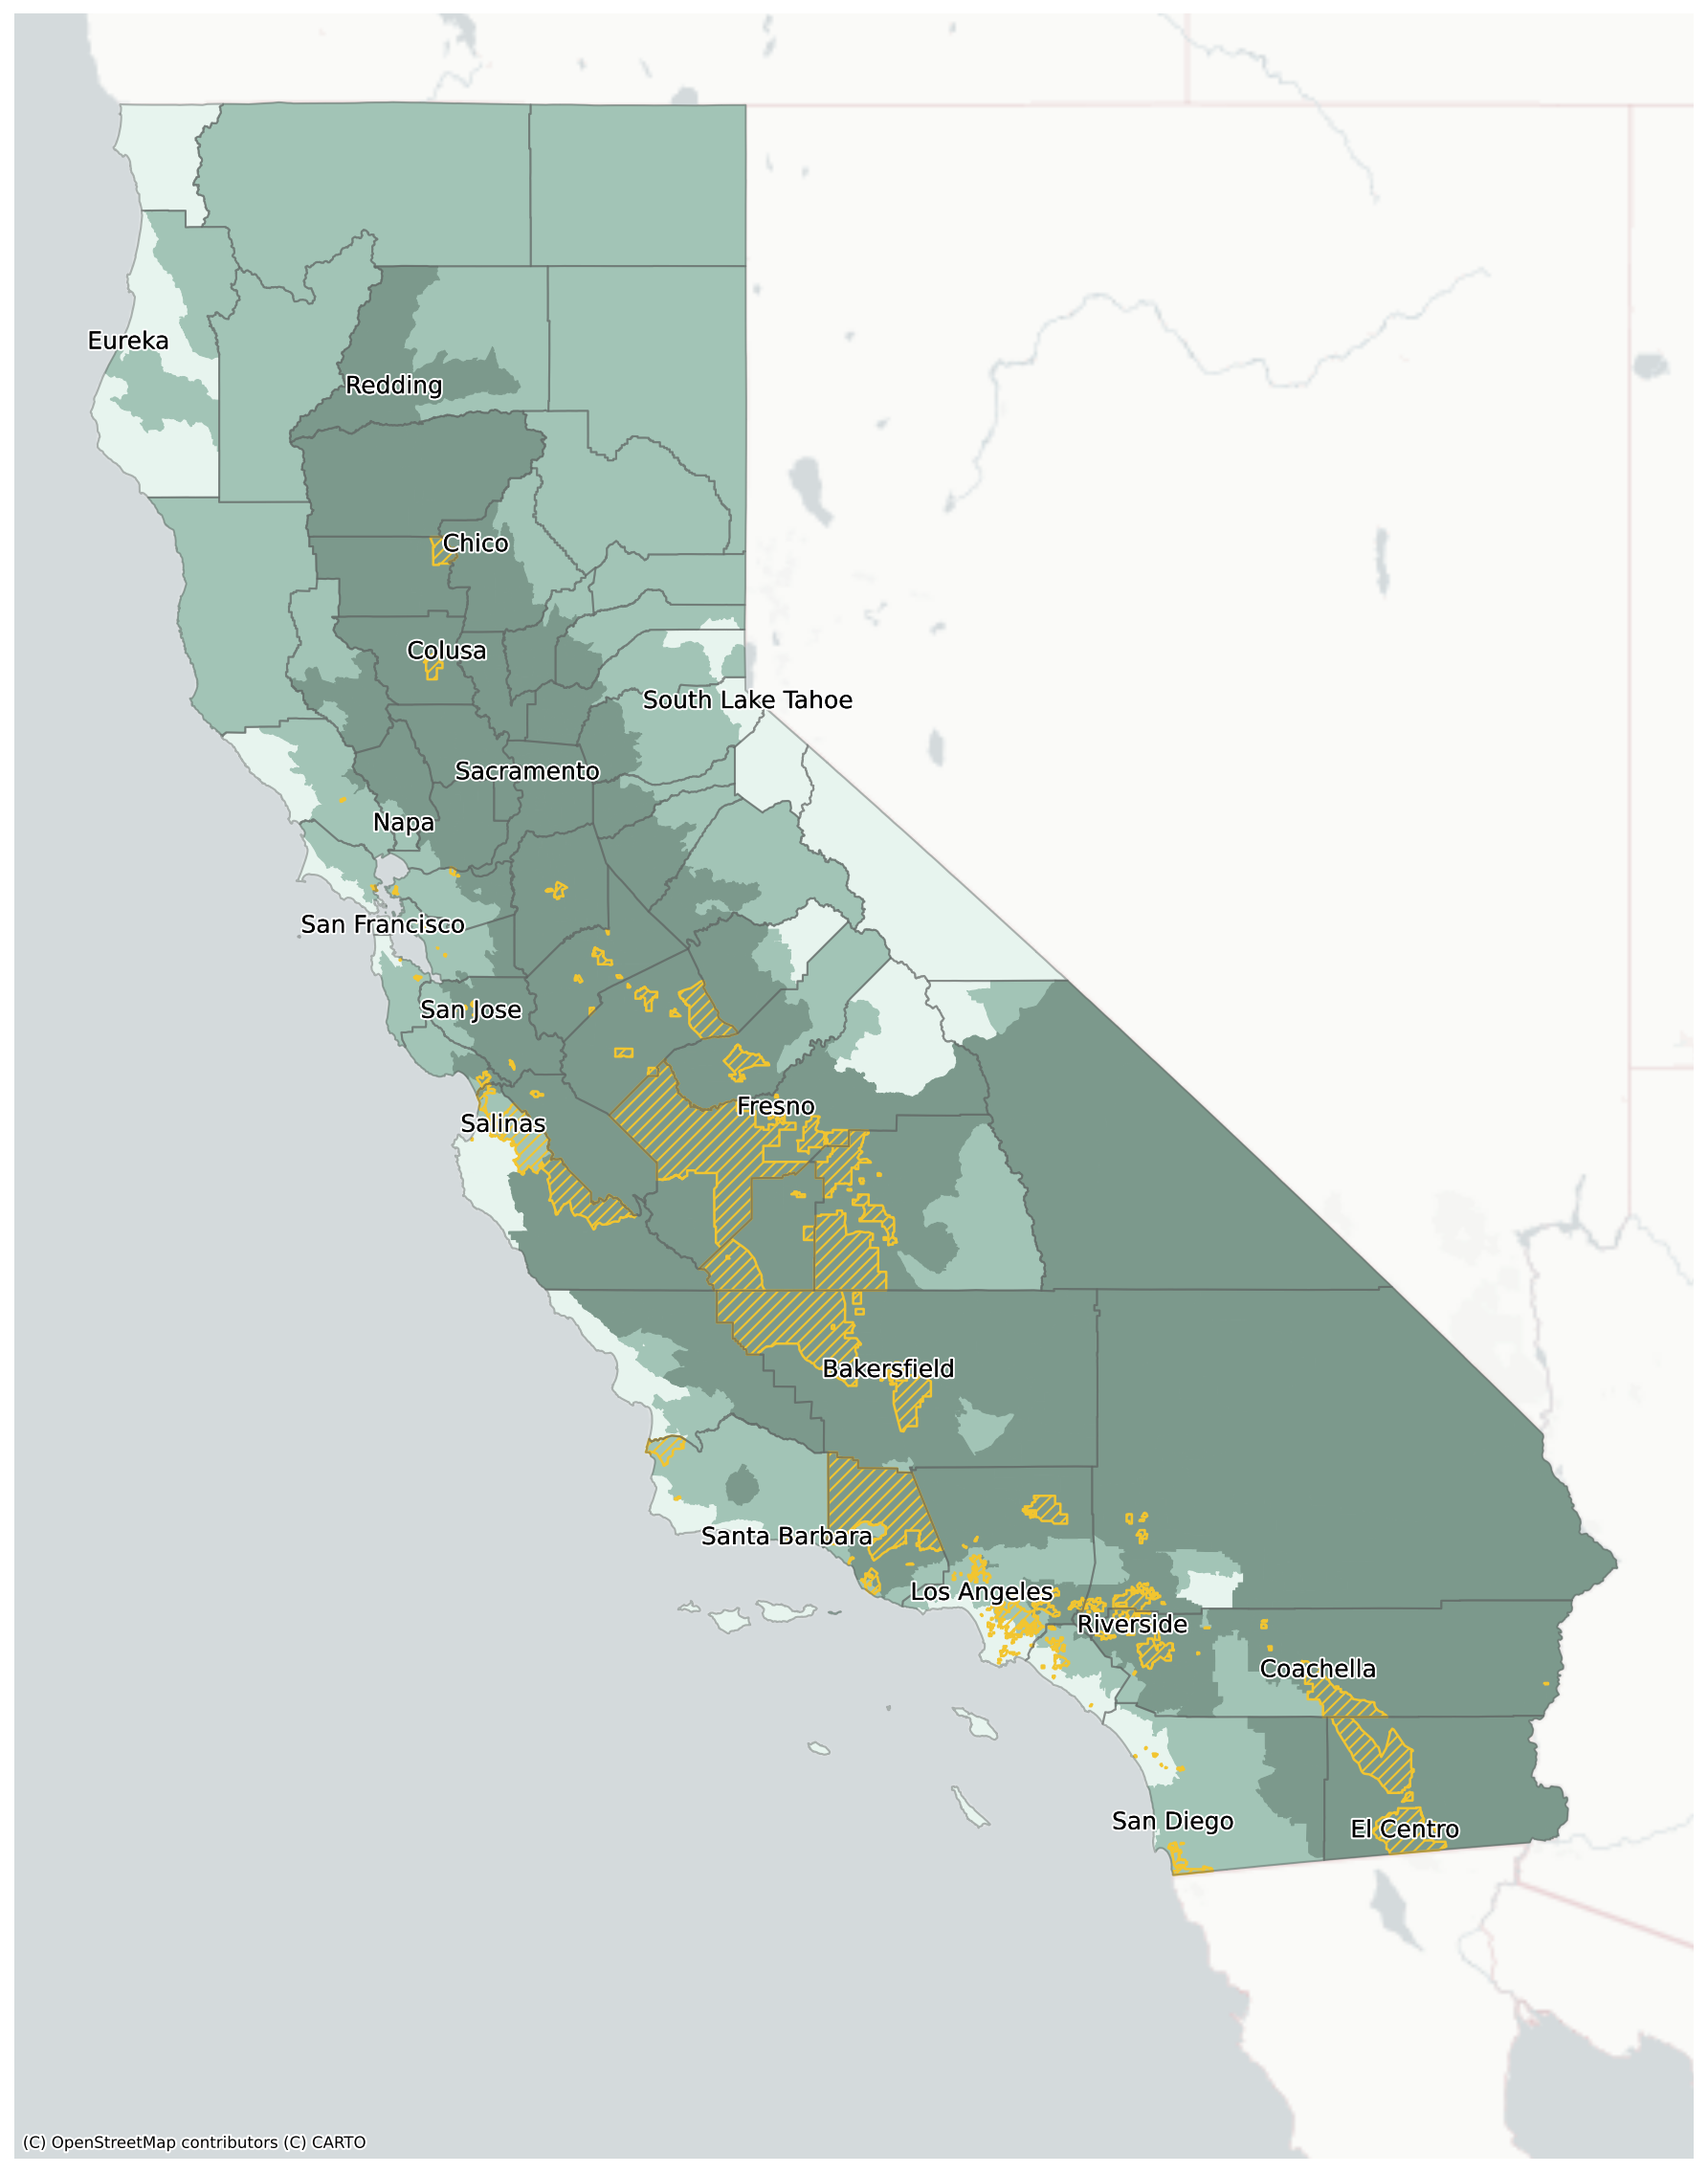 Eureka
Redding
Chico
Colusa
South Lake Tahoe
Sacramento
Napa
San Francisco
San Jose
Fresno
Salinas
Bakersfield
Santa Barbara
Los Angeles
Riverside
Coachella
San Diego
El Centro
(C) OpenStreetMap contributors (C) CARTO